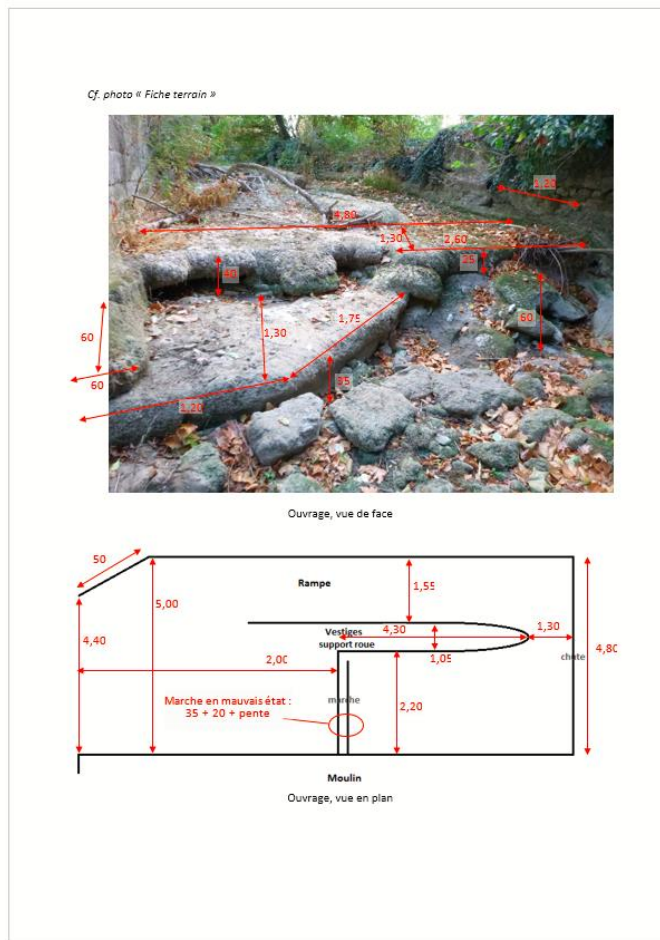 Cf. photo « Fiche terrain »
1,20
4,80
1,30
2,60
25
40
1,75
60
1,30
60
60
35
1,20
Ouvrage, vue de face
50
Rampe
1,55
5,00
Vestiges
4,30
1,30
support roue
4,40
1,05
chute
4,80
2,00
marche
Marche en mauvais état :
35 + 20 + pente
2,20
Moulin
Ouvrage, vue en plan